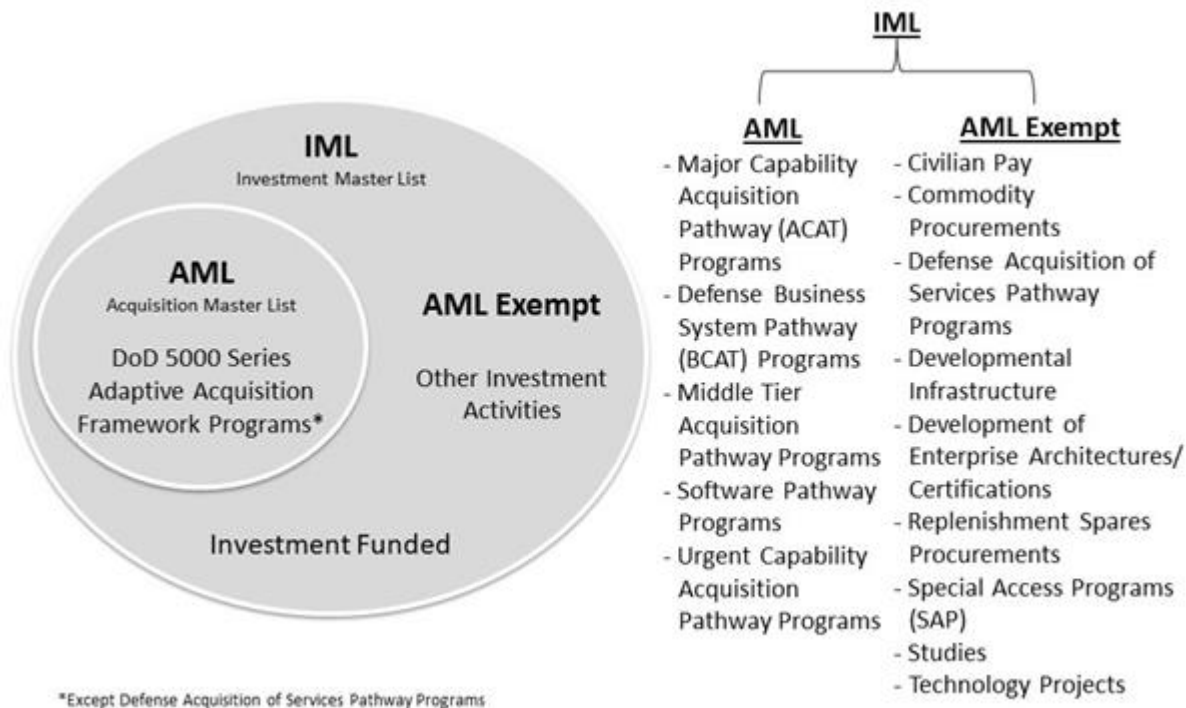 IML
Investment Master List
AML
Acquisition Master List
DoD 5000 Series
Adaptive Acquisition
Framework Programs*
AML Exempt
Other Investment
Activities
Investment Funded
*Except Defense Acquisition of Services Pathway Programs
IML
AML
- Major Capability
Acquisition
Pathway (ACAT)
Programs
- Defense Business
System Pathway
(BCAT) Programs
- Middle Tier
Acquisition
Pathway Programs
- Software Pathway
Programs
- Urgent Capability
Acquisition
Pathway Programs
AML Exempt
- Civilian Pay
- Commodity
Procurements
- Defense Acquisition of
Services Pathway
Programs
- Developmental
Infrastructure
- Development of
Enterprise Architectures/
Certifications
- Replenishment Spares
Procurements
- Special Access Programs
(SAP)
- Studies
- Technology Projects